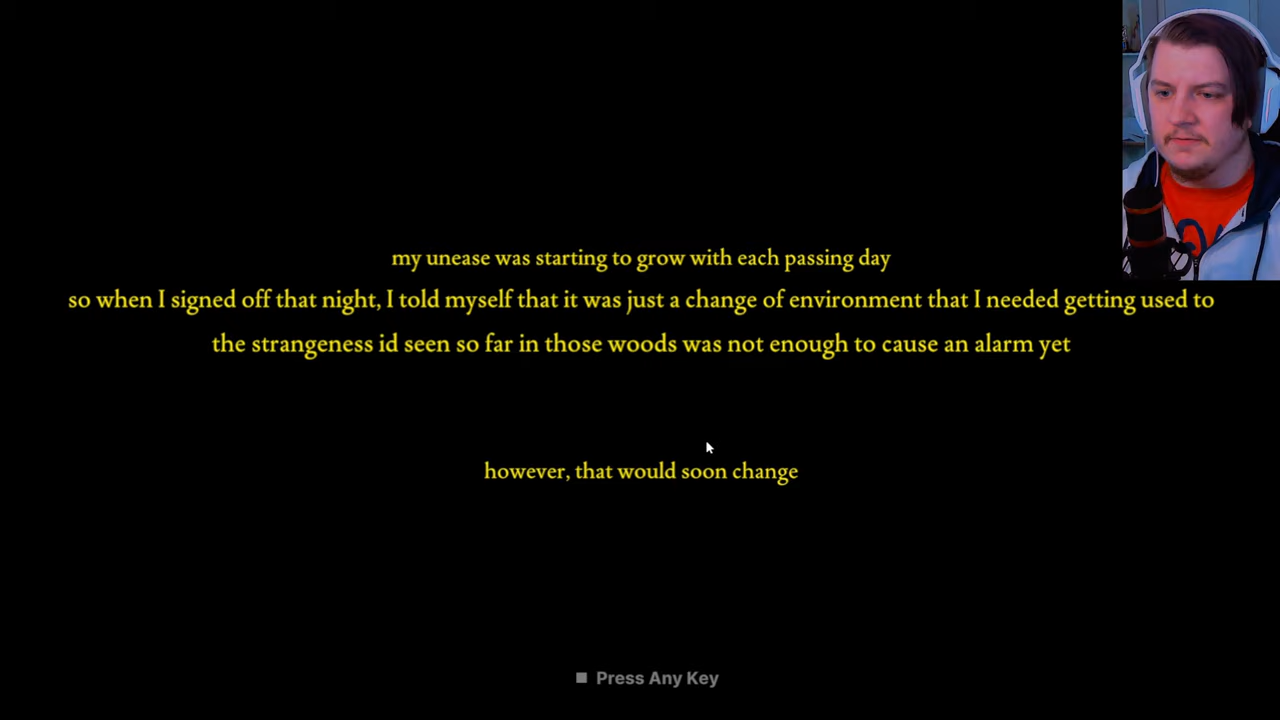 my unease was starting to grow with each passing day
so when I signed off that night, I told myself that it was just a change of environment that I needed getting used to
the strangeness id seen so far in those woods was not enough to cause an alarm yet
however, that would soon change
Press Any Key